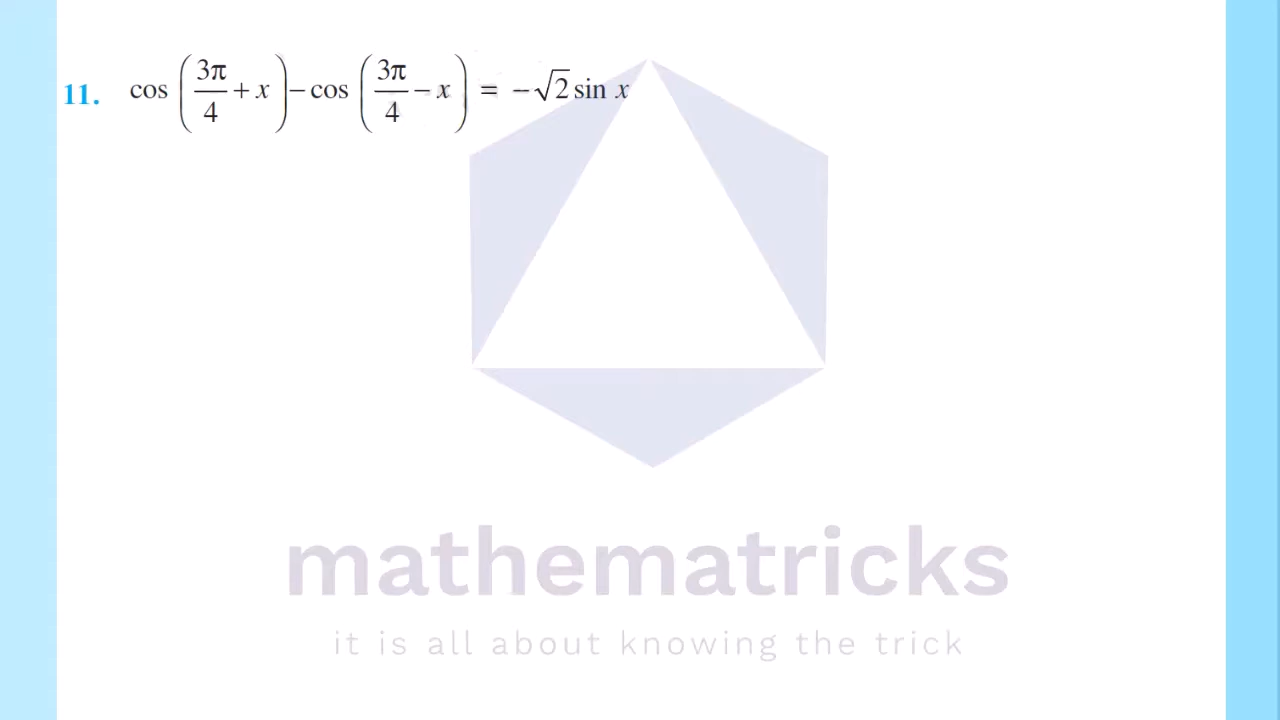 11. cos (3π/4 + x) − cos (3π/4 − x) = −√2 sin x
mathematricks
it is all about knowing the trick